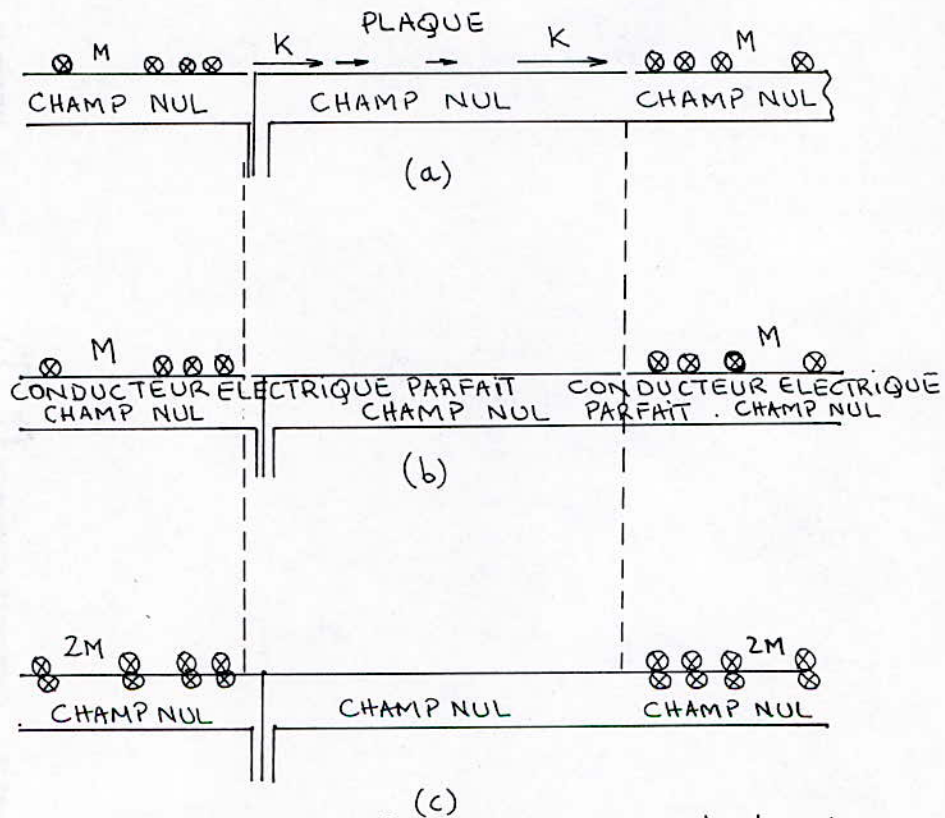 PLAQUE
M K K M
CHAMP NUL CHAMP NUL CHAMP NUL
(a)
M M
CONDUCTEUR ELECTRIQUE PARFAIT CONDUCTEUR ELECTRIQUE
CHAMP NUL CHAMP NUL PARFAIT. CHAMP NUL
(b)
2M 2M
CHAMP NUL CHAMP NUL CHAMP NUL
(c)